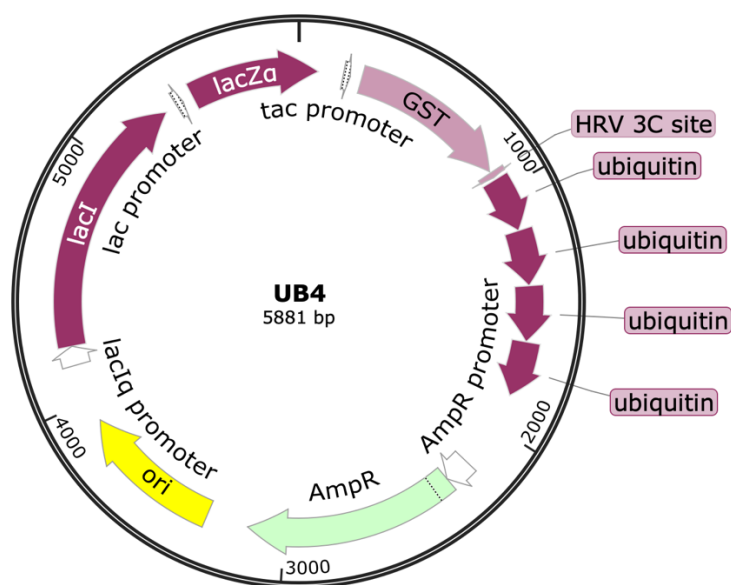 lacZα
tac promoter
GST
HRV 3C site
1000
ubiquitin
ubiquitin
ubiquitin
ubiquitin
2000
AmpR promoter
AmpR
3000
ori
4000
lacIq promoter
lacI
5000
lac promoter
UB4
5881 bp